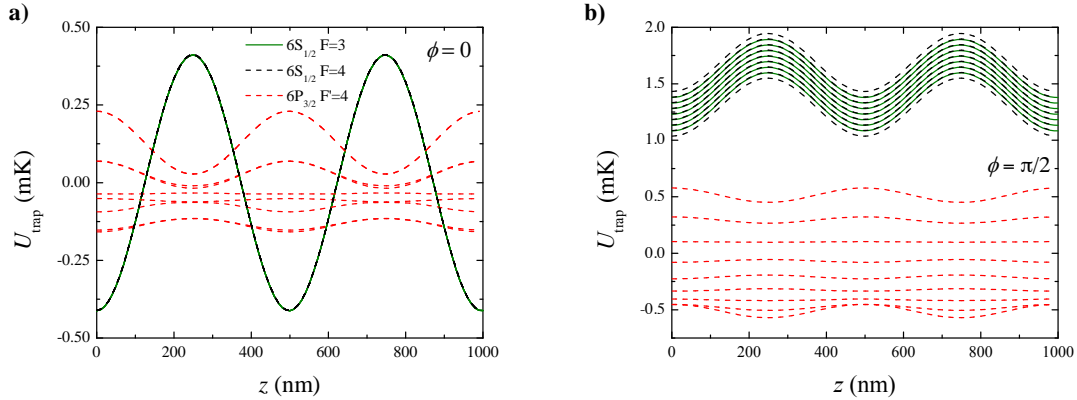 a)
ϕ = 0
6S1/2 F=3
6S1/2 F=4
6P3/2 F'=4
0.50
0.25
0.00
-0.25
-0.50
Utrap (mK)
0 200 400 600 800 1000
z (nm)
b)
ϕ = π/2
2.0
1.5
1.0
0.5
0.0
-0.5
Utrap (mK)
0 200 400 600 800 1000
z (nm)